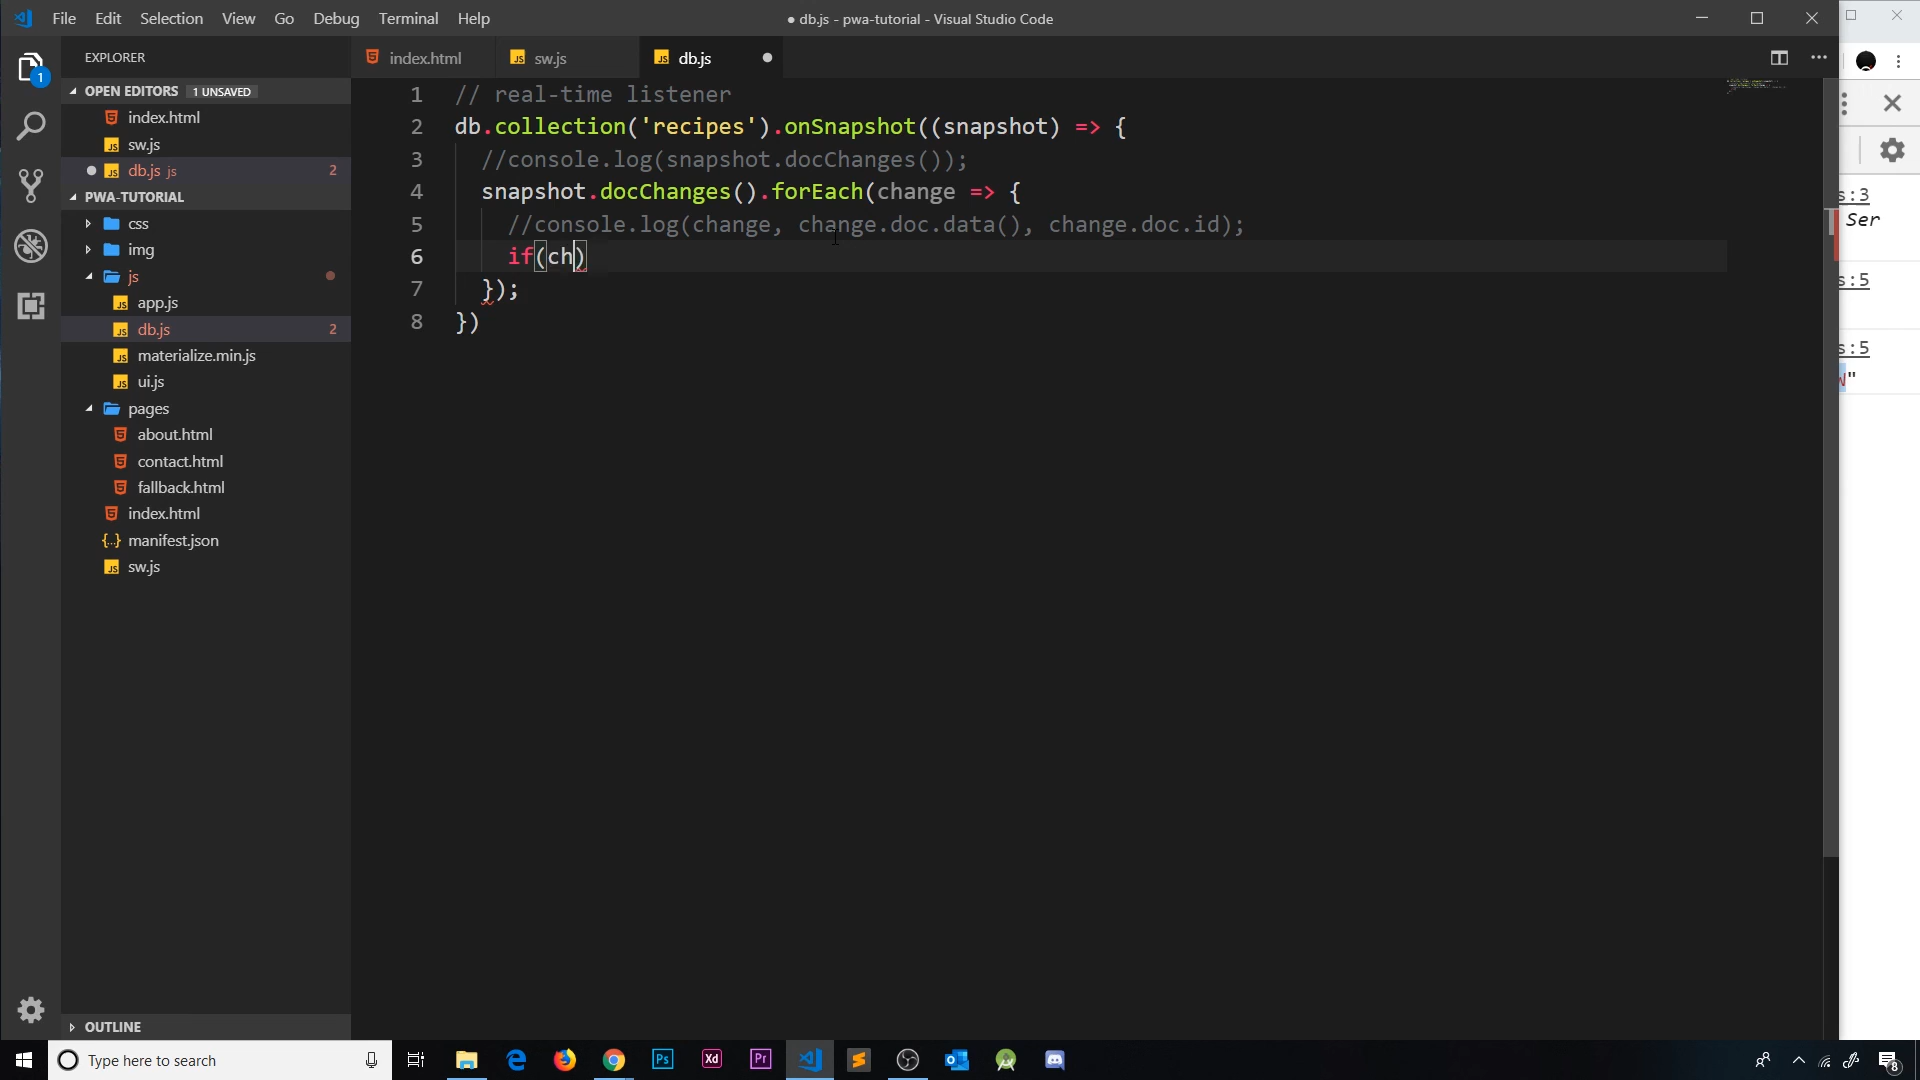 File Edit Selection View Go Debug Terminal Help
● db.js - pwa-tutorial - Visual Studio Code
EXPLORER
OPEN EDITORS 1 UNSAVED
index.html
sw.js
db.js js 2
PWA-TUTORIAL
css
img
js
app.js
db.js 2
materialize.min.js
ui.js
pages
about.html
contact.html
fallback.html
index.html
manifest.json
sw.js
OUTLINE
index.html sw.js db.js
1 // real-time listener
2 db.collection('recipes').onSnapshot((snapshot) => {
3 //console.log(snapshot.docChanges());
4 snapshot.docChanges().forEach(change => {
5 //console.log(change, change.doc.data(), change.doc.id);
6 if(ch)
7 });
8 })
s:3
Ser
s:5
s:5
W"
1
Type here to search
Ps Xd Pr
8